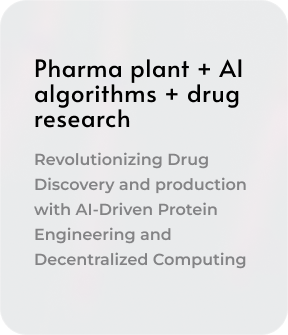 Pharma plant + AI
algorithms + drug
research
Revolutionizing Drug
Discovery and production
with AI-Driven Protein
Engineering and
Decentralized Computing